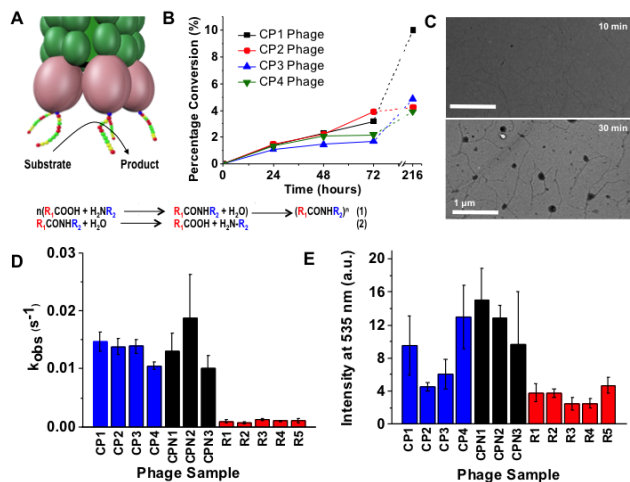 A
Substrate
Product
B
Percentage Conversion (%)
10
8
6
4
2
0
CP1 Phage
CP2 Phage
CP3 Phage
CP4 Phage
0
24
48
72
216
Time (hours)
C
10 min
30 min
1 µm
n(R₁COOH + H₂NR₂ → R₁CONHR₂ + H₂O) → (R₁CONHR₂)ⁿ (1)
R₁CONHR₂ + H₂O → R₁COOH + H₂N-R₂ (2)
D
kobs (s⁻¹)
0.03
0.02
0.01
0.00
CP1
CP2
CP3
CP4
CPN1
CPN2
CPN3
R1
R2
R3
R4
R5
Phage Sample
E
Intensity at 535 nm (a.u.)
20
16
12
8
4
0
CP1
CP2
CP3
CP4
CPN1
CPN2
CPN3
R1
R2
R3
R4
R5
Phage Sample